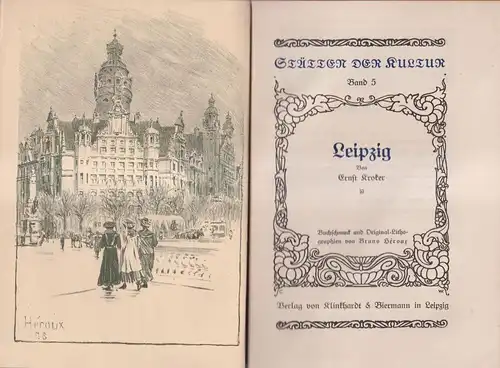 Héroux
STÄTTEN DER KULTUR
Band 5
Leipzig
Von
Ernst Kroker
Buchschmuck und Original-Litho-
graphien von Bruno Héroux
Verlag von Klinkhardt & Biermann in Leipzig